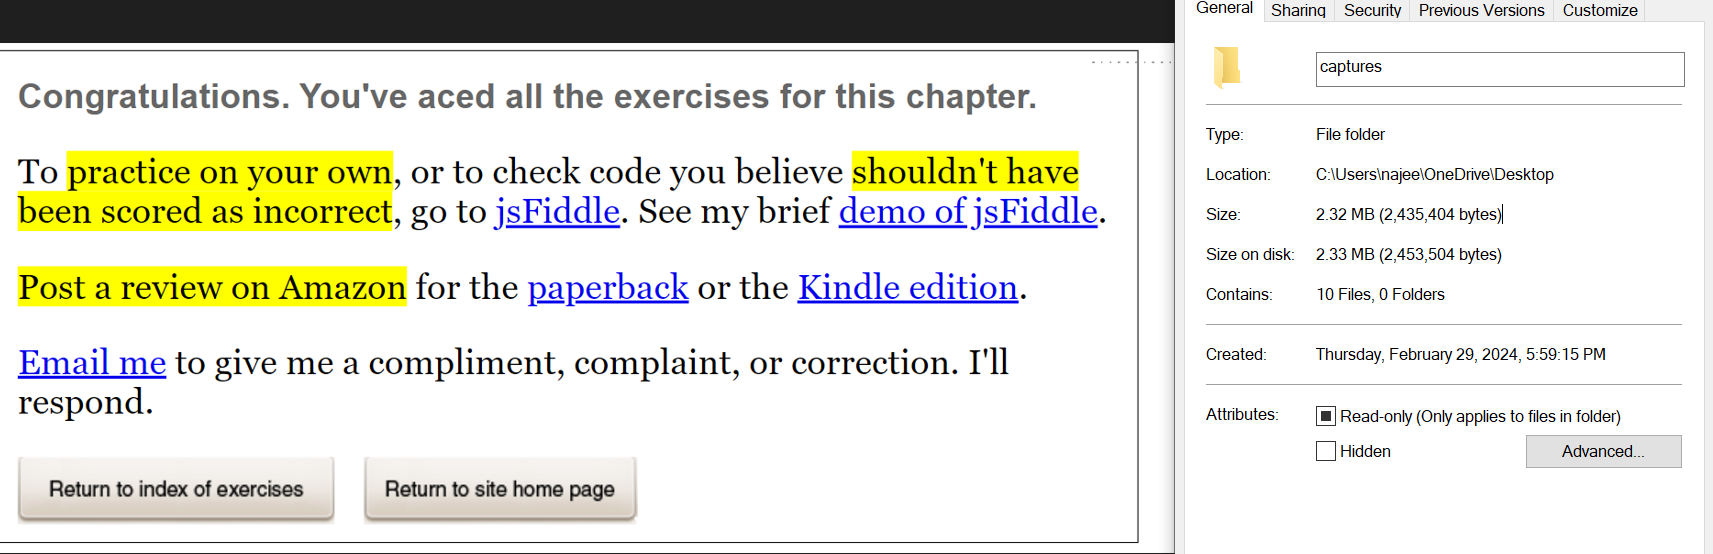 Congratulations. You've aced all the exercises for this chapter.
To practice on your own, or to check code you believe shouldn't have
been scored as incorrect, go to jsFiddle. See my brief demo of jsFiddle.
Post a review on Amazon for the paperback or the Kindle edition.
Email me to give me a compliment, complaint, or correction. I'll
respond.
Return to index of exercises
Return to site home page
General
Sharing
Security
Previous Versions
Customize
captures
Type: File folder
Location: C:\Users\najee\OneDrive\Desktop
Size: 2.32 MB (2,435,404 bytes)
Size on disk: 2.33 MB (2,453,504 bytes)
Contains: 10 Files, 0 Folders
Created: Thursday, February 29, 2024, 5:59:15 PM
Attributes: Read-only (Only applies to files in folder)
Hidden
Advanced...